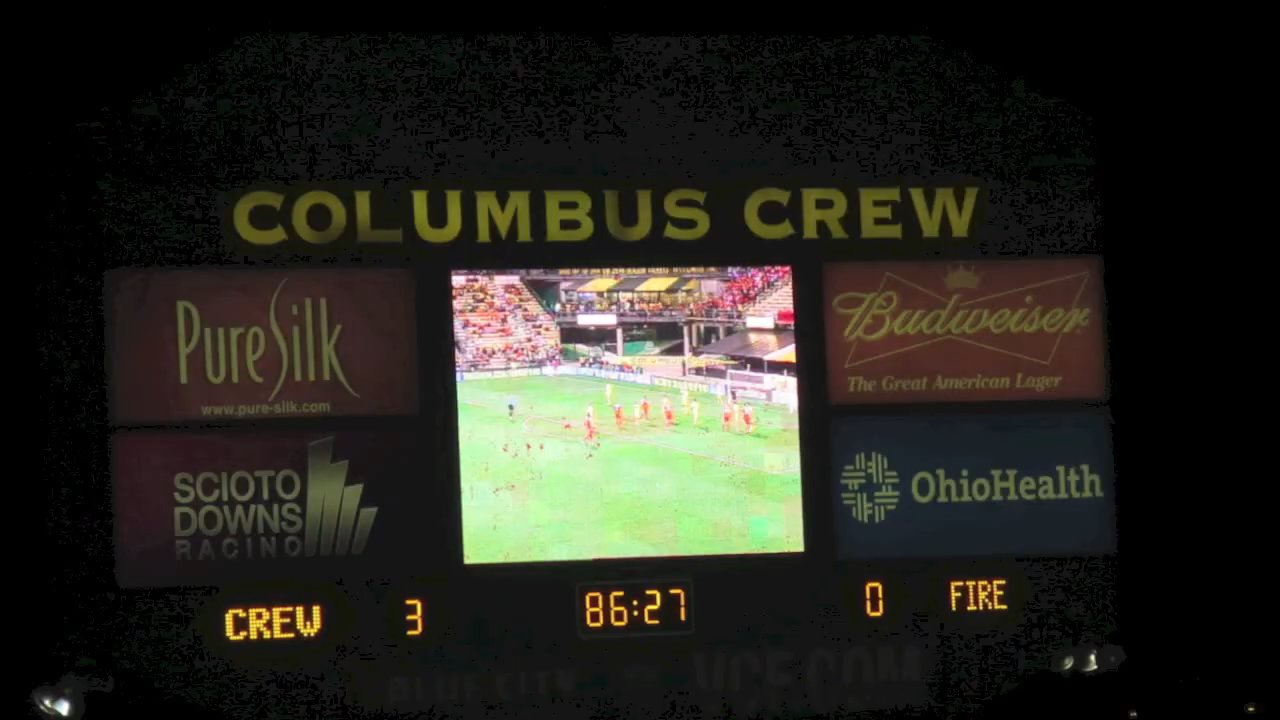 COLUMBUS CREW
PureSilk
www.pure-silk.com
Budweiser
The Great American Lager
SCIOTO
DOWNS
RACINO
OhioHealth
CREW 3 86:27 0 FIRE